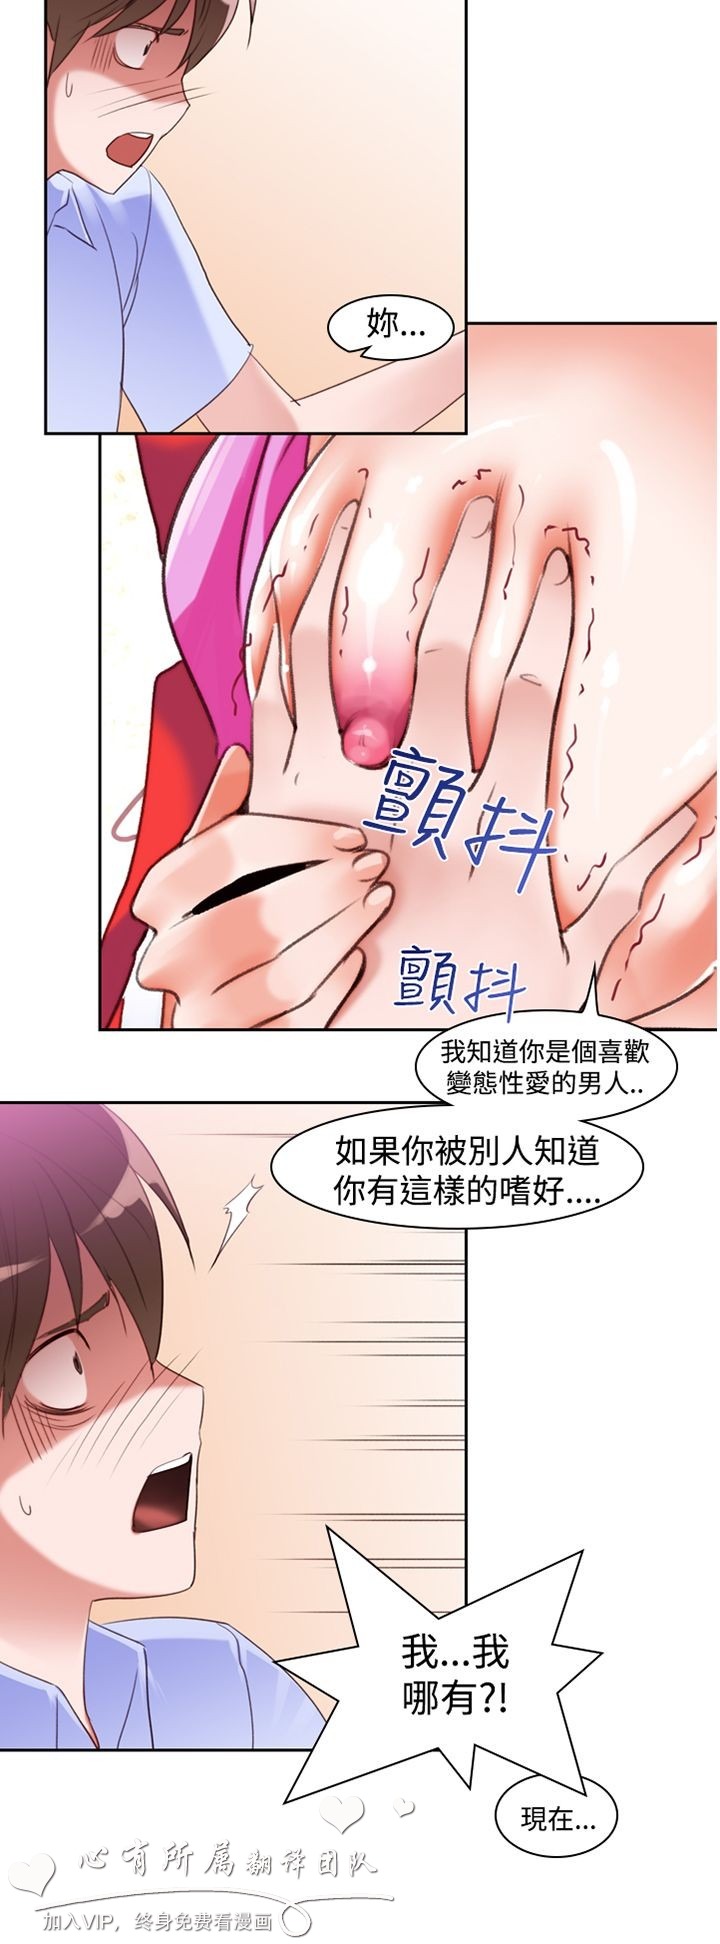 妳...
顫抖
顫抖
我知道你是個喜歡
變態性愛的男人..
如果你被別人知道
你有這樣的嗜好....
我...我
哪有?!
現在...
心有所属翻译团队
加入VIP，终身免费看漫画